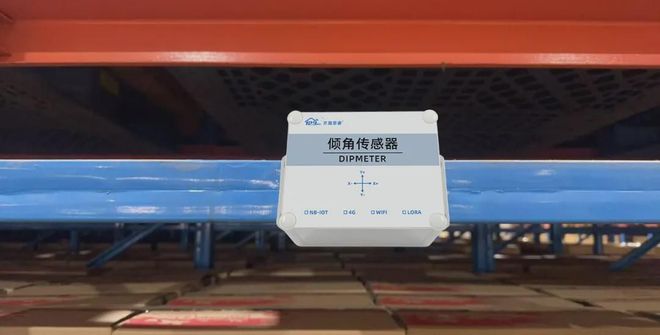 倾角传感器
DIPMETER
Y+
X- X+
Y-
NB-IOT 4G WIFI LORA